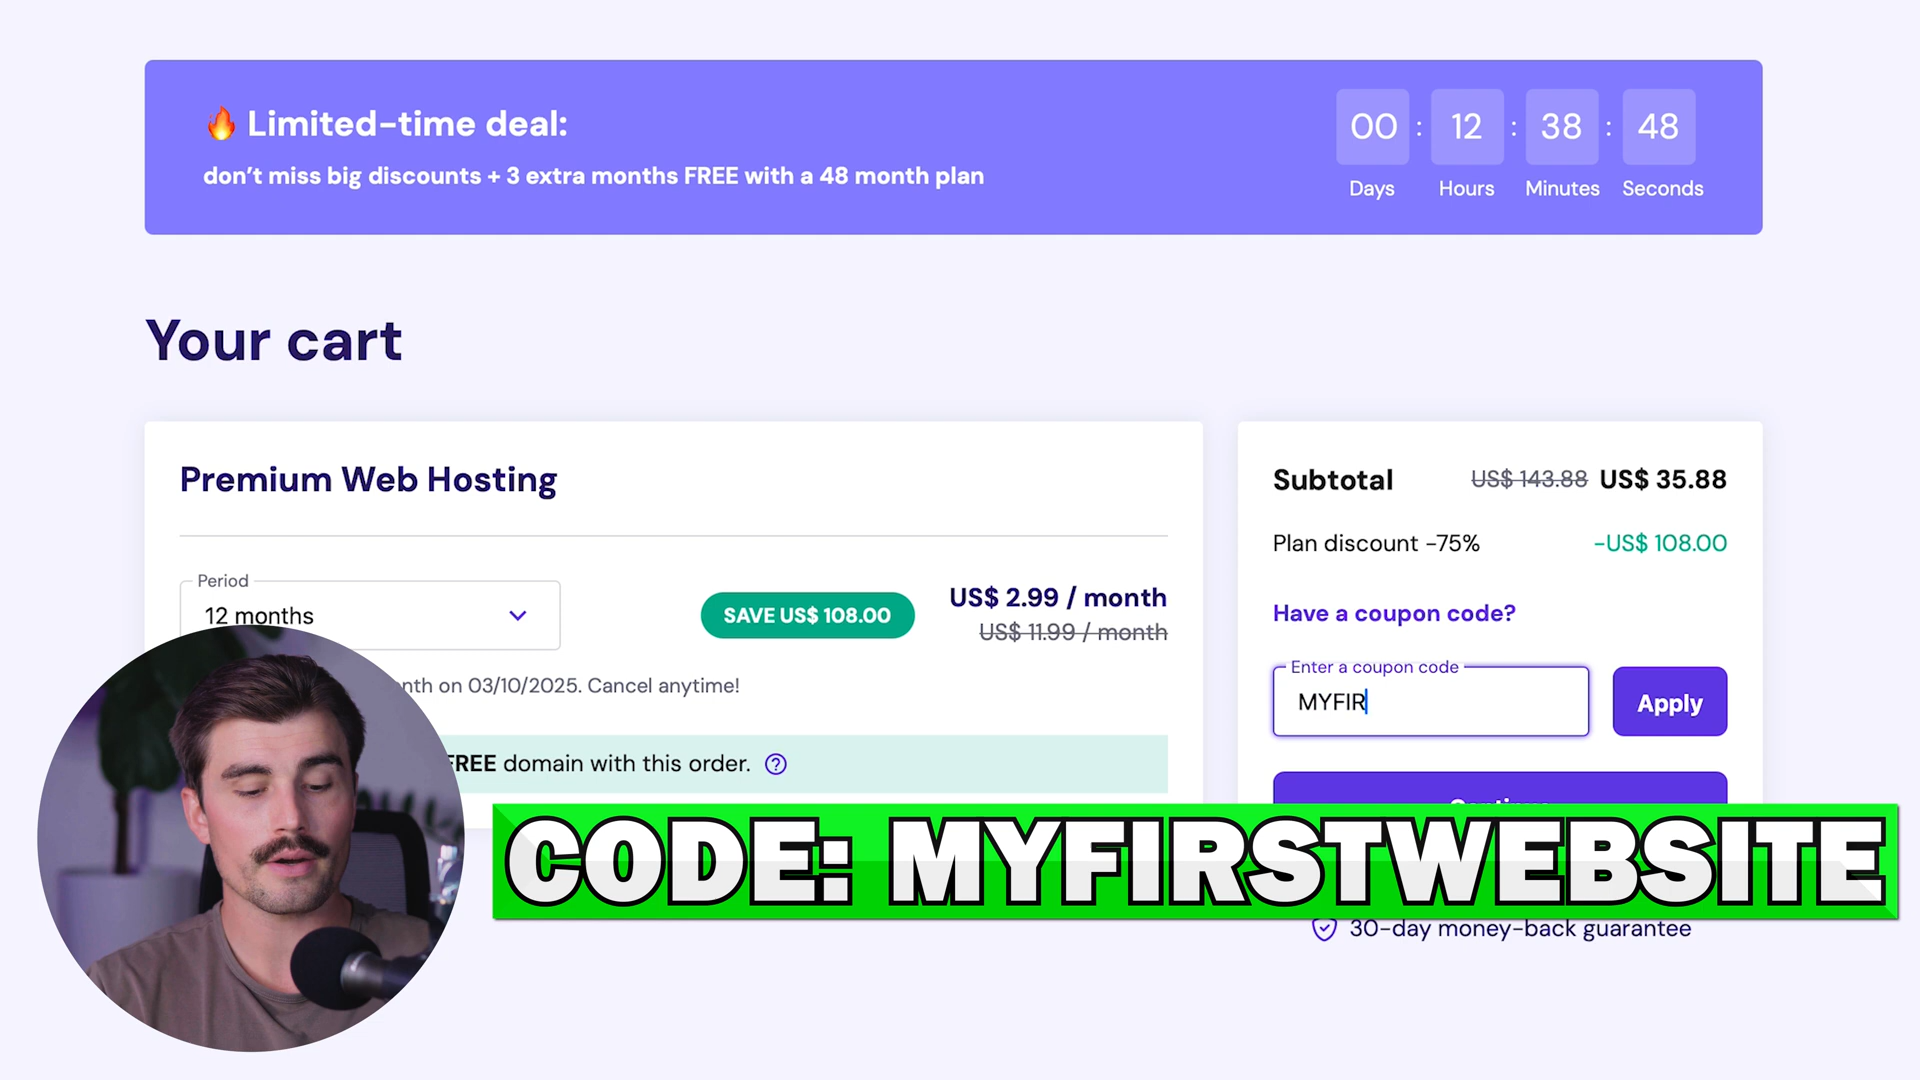 🔥 Limited-time deal:
don't miss big discounts + 3 extra months FREE with a 48 month plan
00 : 12 : 38 : 48
Days Hours Minutes Seconds
Your cart
Premium Web Hosting
Period
12 months
SAVE US$ 108.00
US$ 2.99 / month
US$ 11.99 / month
on 03/10/2025. Cancel anytime!
FREE domain with this order.
Subtotal US$ 143.88 US$ 35.88
Plan discount -75% -US$ 108.00
Have a coupon code?
Enter a coupon code
MYFIR
Apply
CODE: MYFIRSTWEBSITE
30-day money-back guarantee